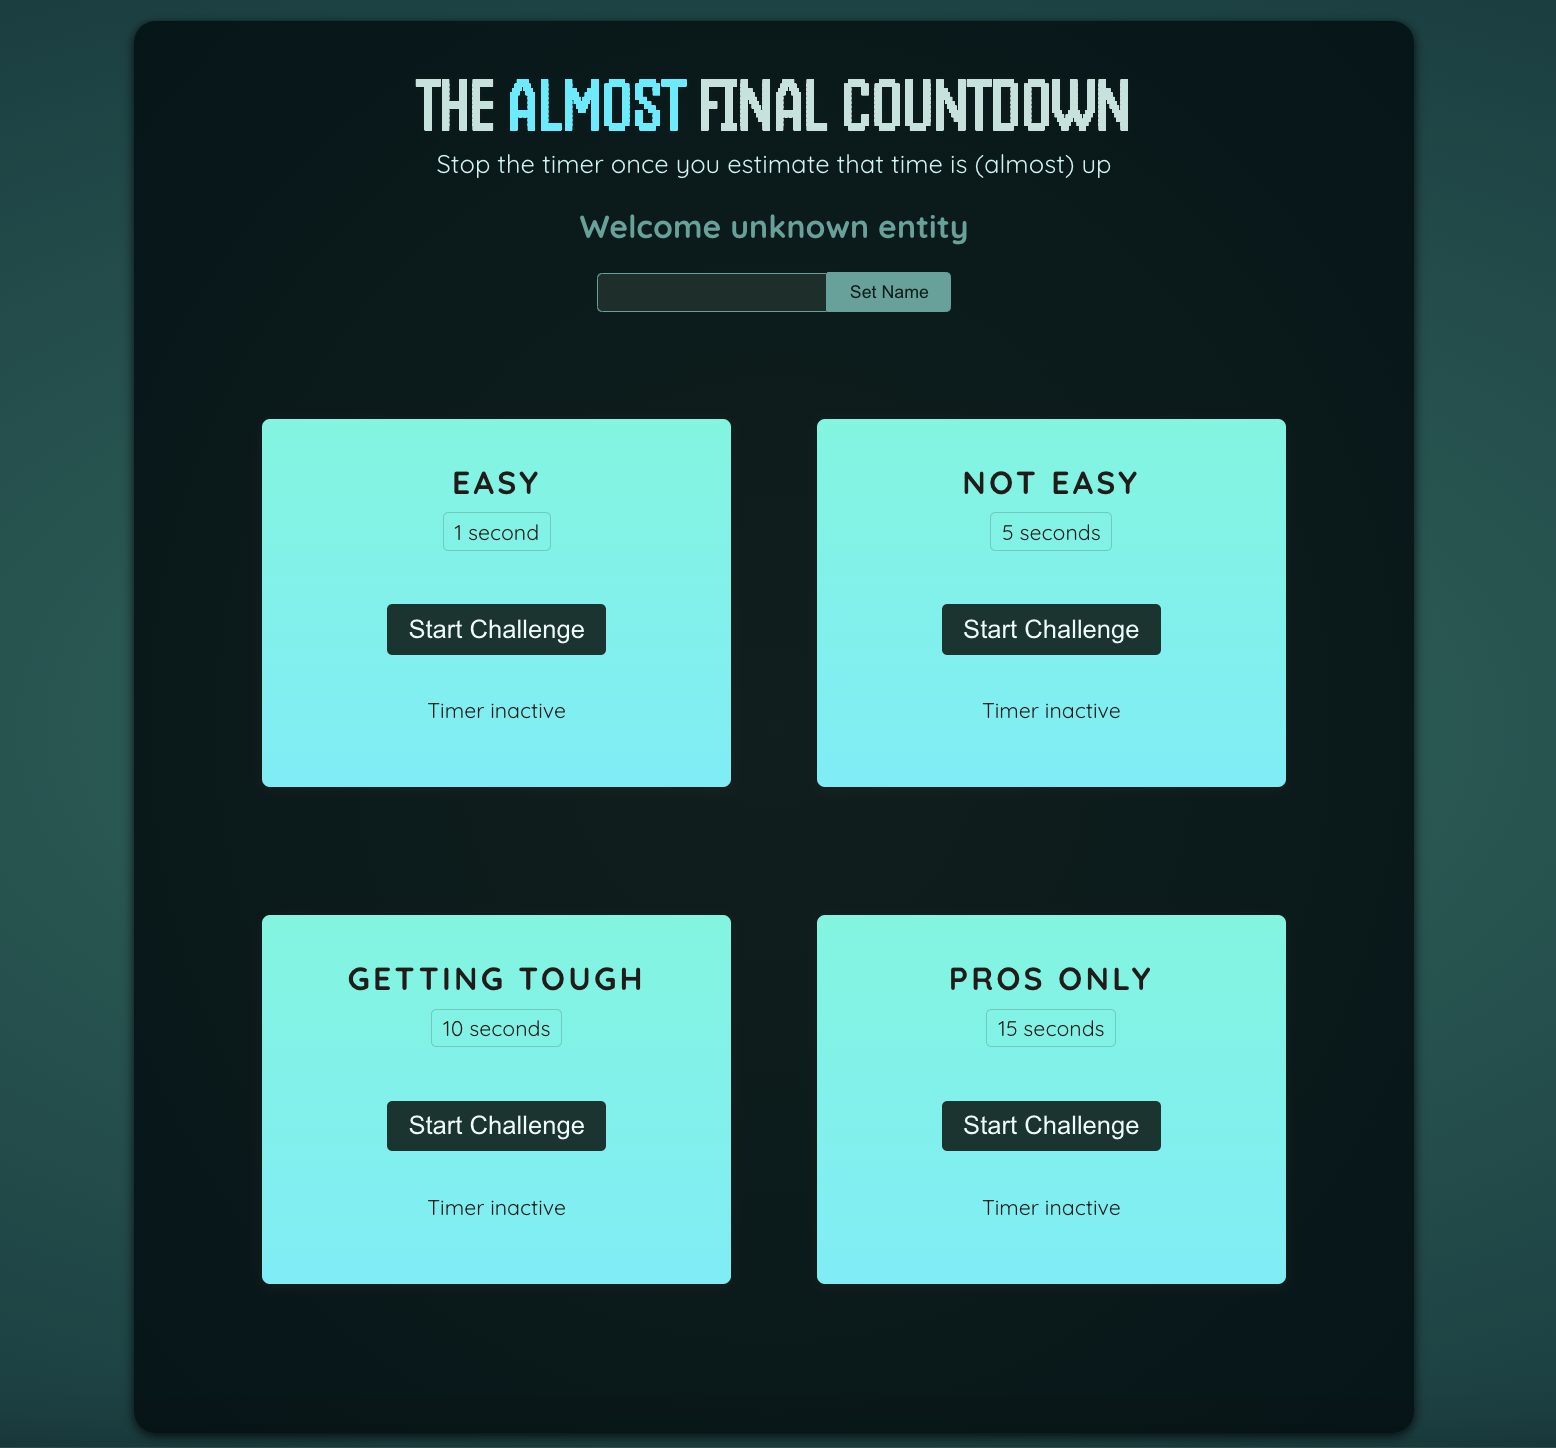 THE ALMOST FINAL COUNTDOWN
Stop the timer once you estimate that time is (almost) up
Welcome unknown entity
Set Name
EASY
1 second
Start Challenge
Timer inactive
NOT EASY
5 seconds
Start Challenge
Timer inactive
GETTING TOUGH
10 seconds
Start Challenge
Timer inactive
PROS ONLY
15 seconds
Start Challenge
Timer inactive